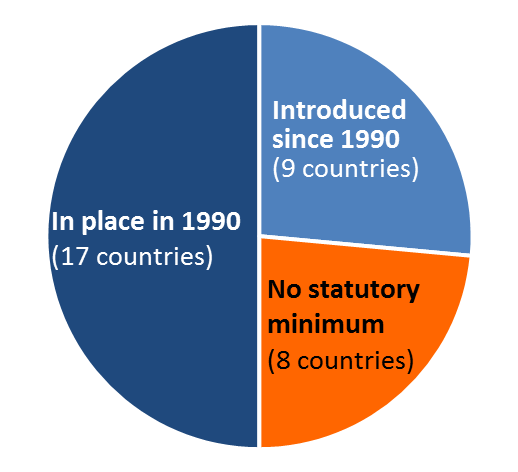 Introduced
since 1990
(9 countries)
In place in 1990
(17 countries)
No statutory
minimum
(8 countries)